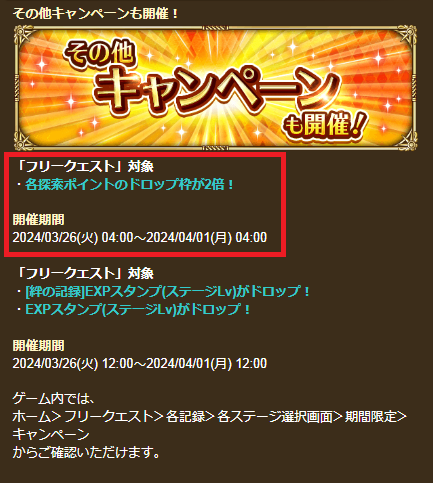 その他キャンペーンも開催！
その他
キャンペーン
も開催！
「フリークエスト」対象
・各探索ポイントのドロップ枠が2倍！
開催期間
2024/03/26(火) 04:00～2024/04/01(月) 04:00
「フリークエスト」対象
・[絆の記録]EXPスタンプ(ステージLv)がドロップ！
・EXPスタンプ(ステージLv)がドロップ！
開催期間
2024/03/26(火) 12:00～2024/04/01(月) 12:00
ゲーム内では、
ホーム＞フリークエスト＞各記録＞各ステージ選択画面＞期間限定＞
キャンペーン
からご確認いただけます。